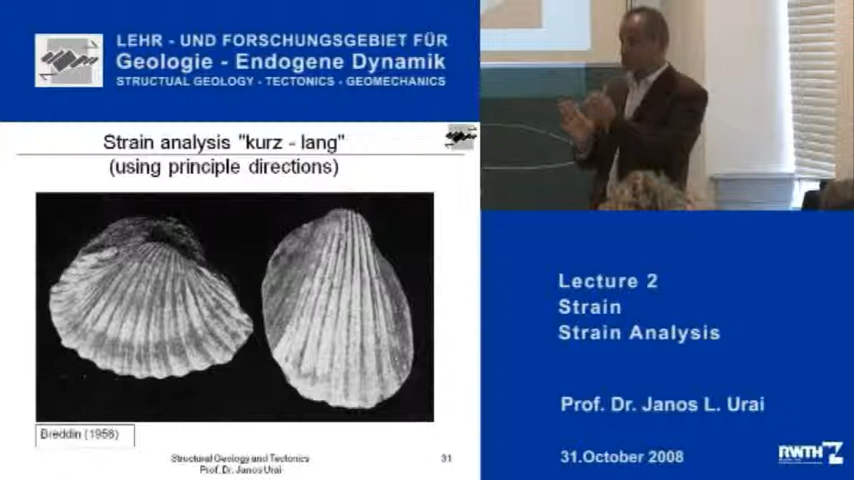 LEHR - UND FORSCHUNGSGEBIET FÜR
Geologie - Endogene Dynamik
STRUCTURAL GEOLOGY - TECTONICS - GEOMECHANICS
Strain analysis "kurz - lang"
(using principle directions)
Breddin (1956)
Structural Geology and Tectonics
Prof. Dr. Janos Urai
31
Lecture 2
Strain
Strain Analysis
Prof. Dr. Janos L. Urai
31.October 2008
RWTH